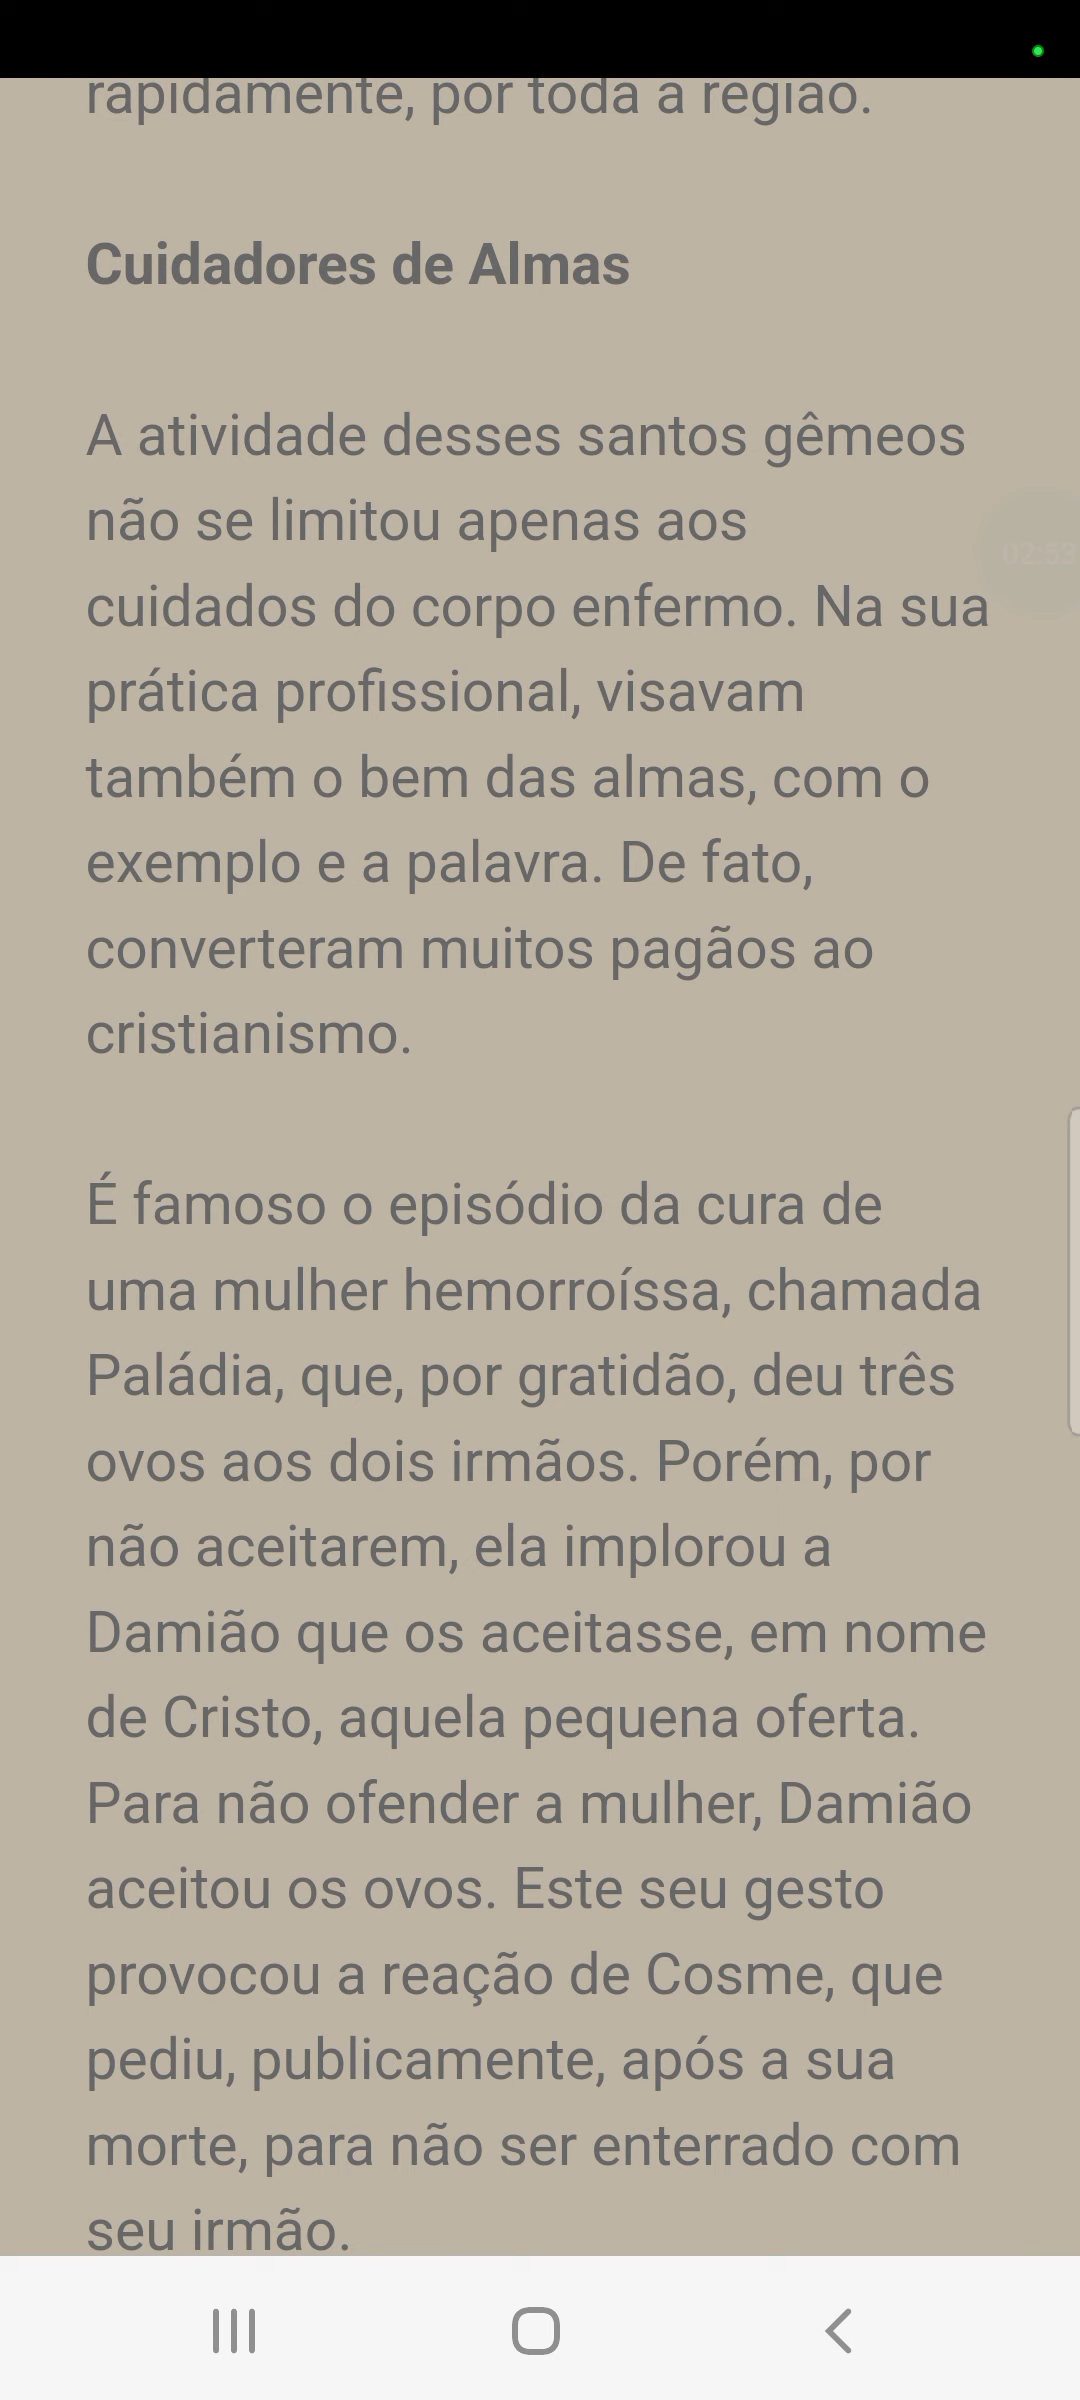 rapidamente, por toda a região.
Cuidadores de Almas
A atividade desses santos gêmeos
não se limitou apenas aos
02:53
cuidados do corpo enfermo. Na sua
prática profissional, visavam
também o bem das almas, com o
exemplo e a palavra. De fato,
converteram muitos pagãos ao
cristianismo.
É famoso o episódio da cura de
uma mulher hemorroíssa, chamada
Paládia, que, por gratidão, deu três
ovos aos dois irmãos. Porém, por
não aceitarem, ela implorou a
Damião que os aceitasse, em nome
de Cristo, aquela pequena oferta.
Para não ofender a mulher, Damião
aceitou os ovos. Este seu gesto
provocou a reação de Cosme, que
pediu, publicamente, após a sua
morte, para não ser enterrado com
seu irmão.